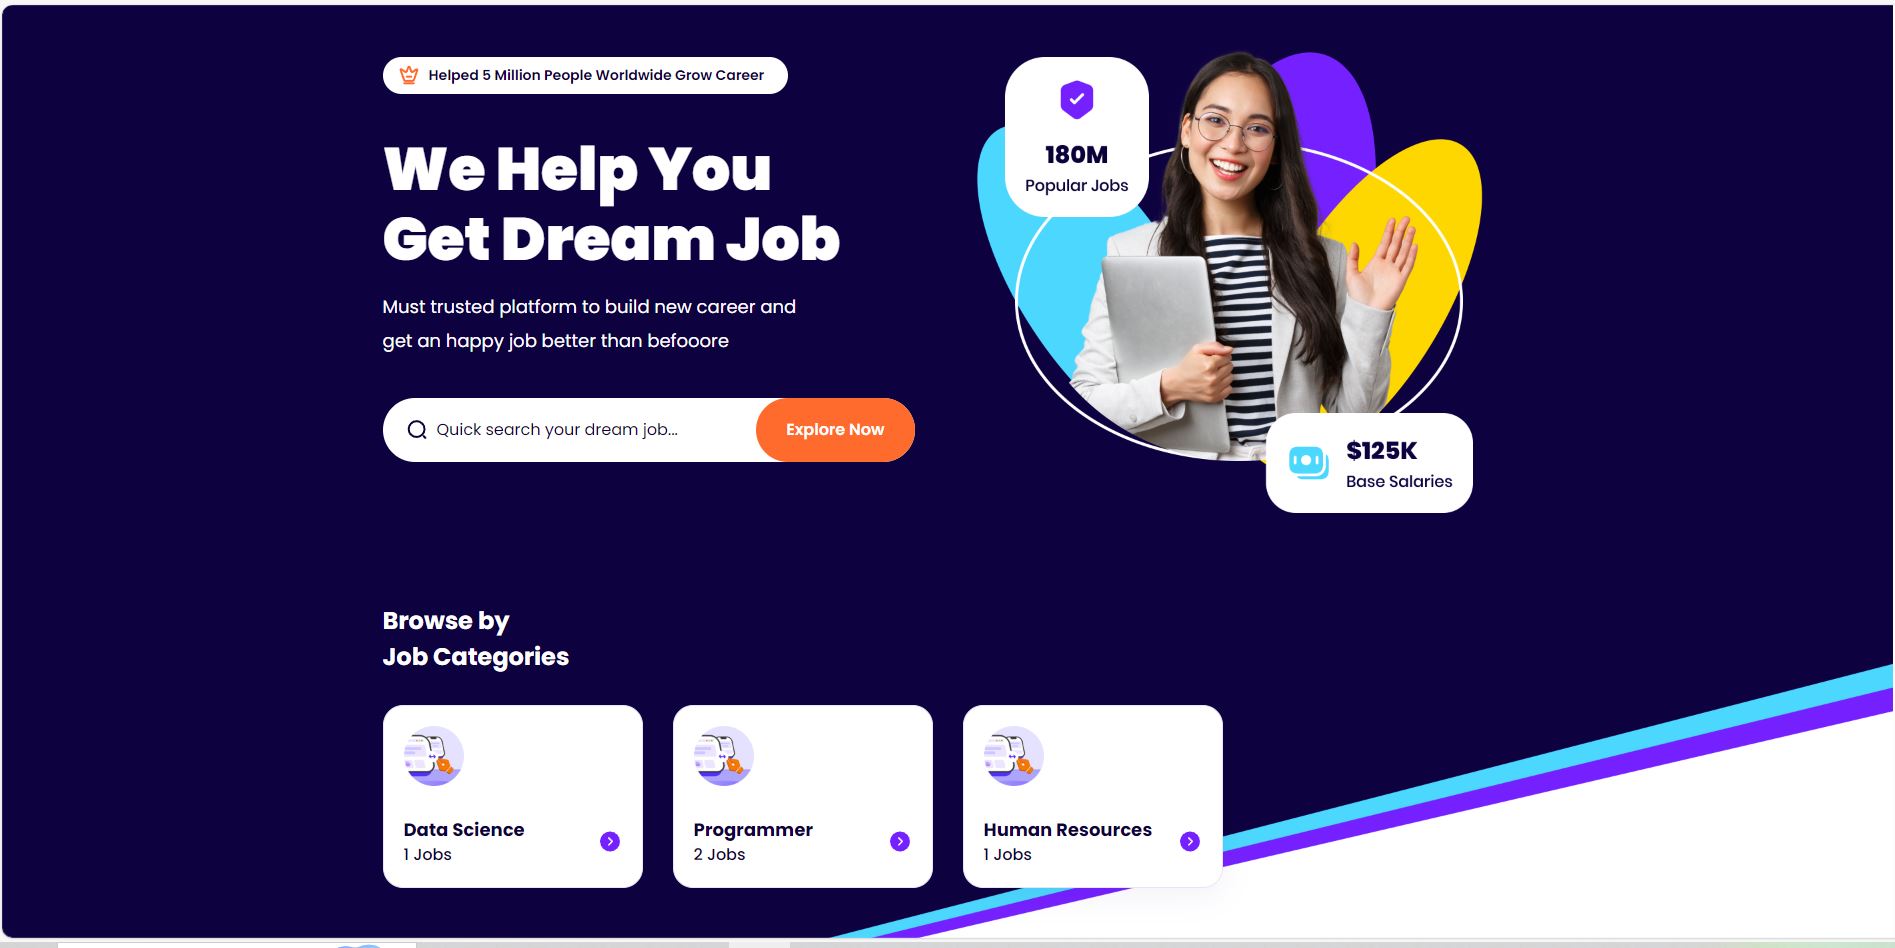 Helped 5 Million People Worldwide Grow Career
We Help You
Get Dream Job
Must trusted platform to build new career and
get an happy job better than befooore
Quick search your dream job...
Explore Now
180M
Popular Jobs
$125K
Base Salaries
Browse by
Job Categories
Data Science
1 Jobs
Programmer
2 Jobs
Human Resources
1 Jobs